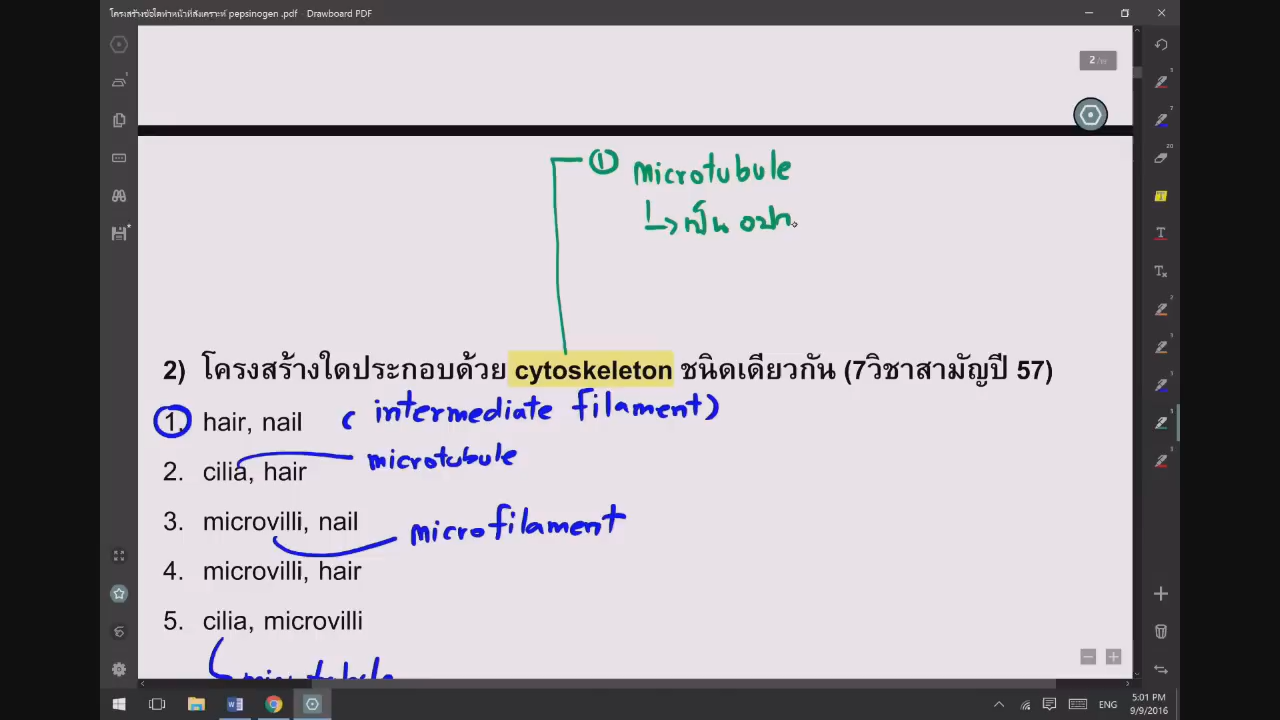 โครงสร้างข้อใดทำหน้าที่สังเคราะห์ pepsinogen .pdf - Drawboard PDF
2
① microtubule
↳ เป็น
2) โครงสร้างใดประกอบด้วย cytoskeleton ชนิดเดียวกัน (7วิชาสามัญปี 57)
1. hair, nail ( intermediate filament)
2. cilia, hair microtubule
3. microvilli, nail microfilament
4. microvilli, hair
5. cilia, microvilli
microtubule
ENG
5:01 PM
9/9/2016